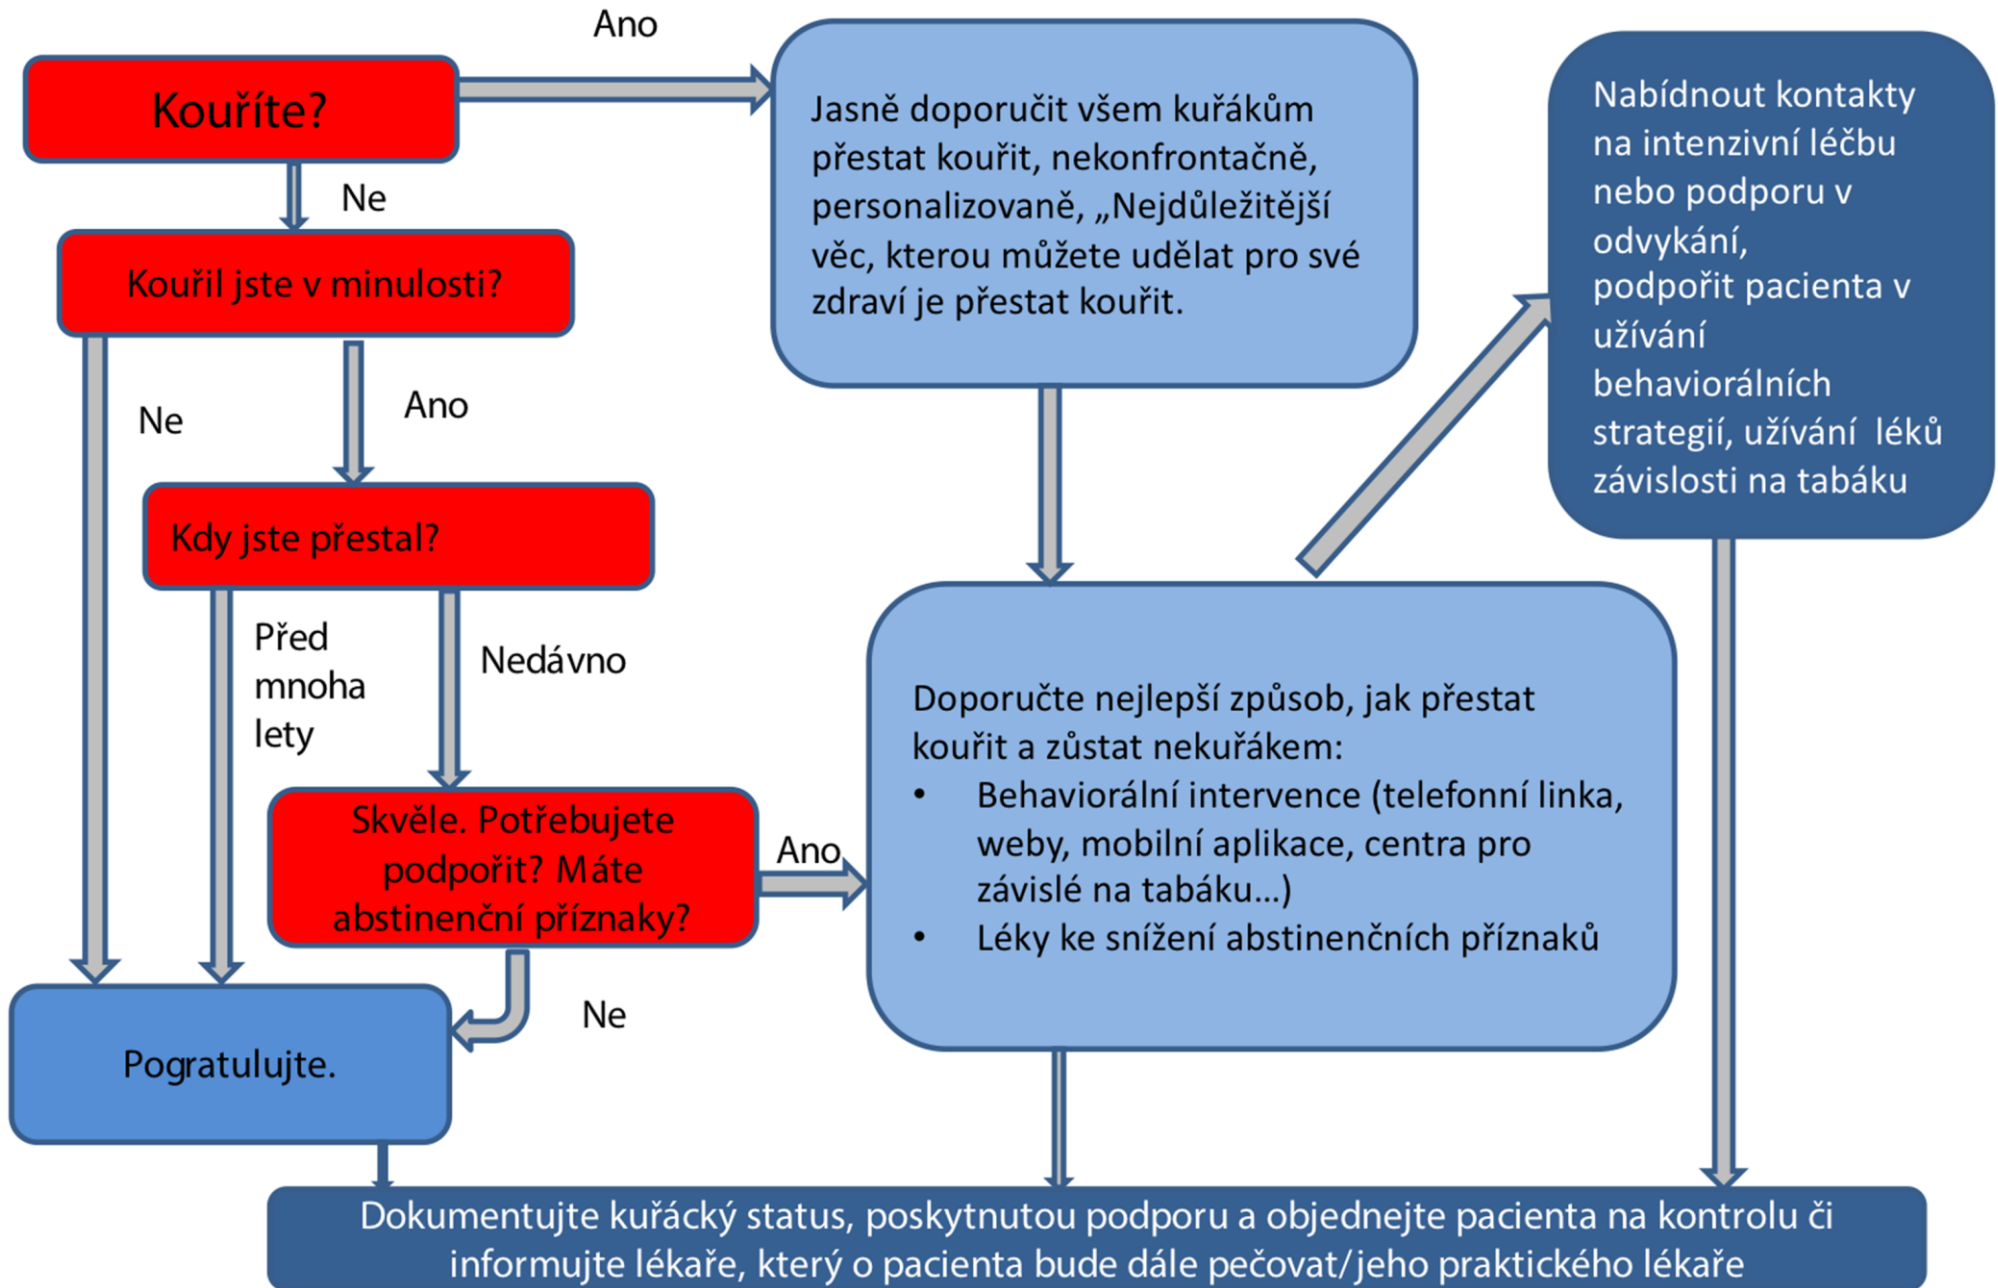 Kouříte?
Ano
Ne
Kouřil jste v minulosti?
Ne
Ano
Kdy jste přestal?
Před
mnoha
lety
Nedávno
Skvěle. Potřebujete
podpořit? Máte
abstinenční příznaky?
Ano
Ne
Pogratulujte.
Jasně doporučit všem kuřákům
přestat kouřit, nekonfrontačně,
personalizovaně, „Nejdůležitější
věc, kterou můžete udělat pro své
zdraví je přestat kouřit.
Doporučte nejlepší způsob, jak přestat
kouřit a zůstat nekuřákem:
• Behaviorální intervence (telefonní linka,
weby, mobilní aplikace, centra pro
závislé na tabáku...)
• Léky ke snížení abstinenčních příznaků
Nabídnout kontakty
na intenzivní léčbu
nebo podporu v
odvykání,
podpořit pacienta v
užívání
behaviorálních
strategií, užívání léků
závislosti na tabáku
Dokumentujte kuřácký status, poskytnutou podporu a objednejte pacienta na kontrolu či
informujte lékaře, který o pacienta bude dále pečovat/jeho praktického lékaře